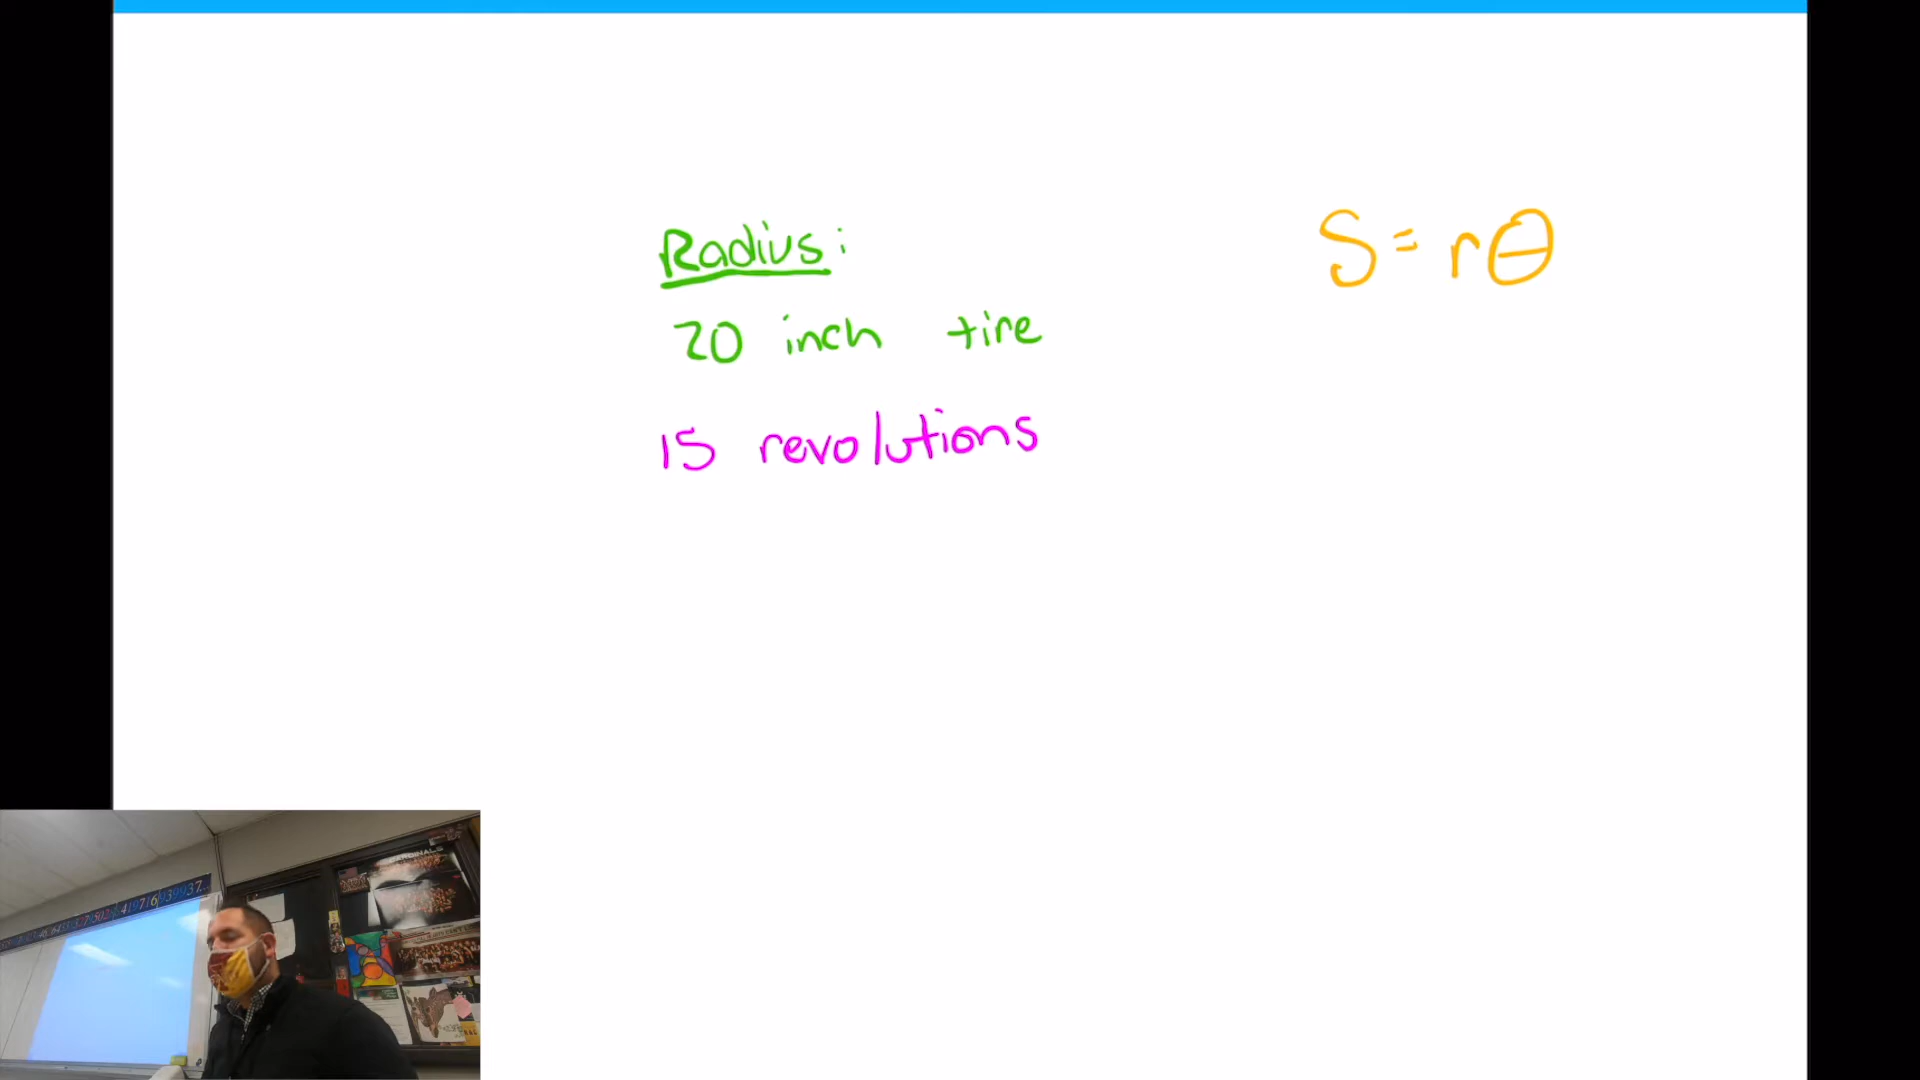 Radius:
20 inch tire
15 revolutions
S = rθ